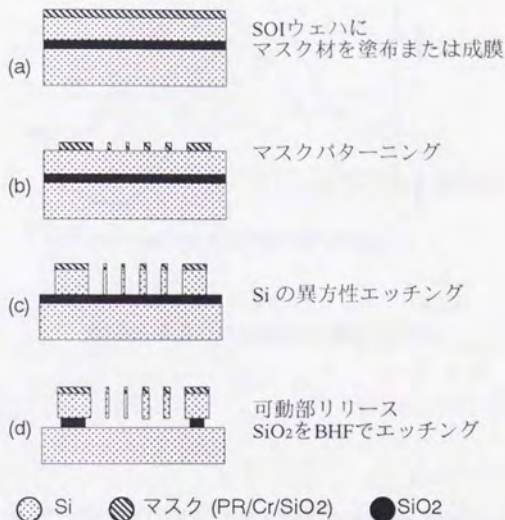 (a)
SOIウェハに
マスク材を塗布または成膜
(b)
マスクパターニング
(c)
Si の異方性エッチング
(d)
可動部リリース
SiO2をBHFでエッチング
Si マスク (PR/Cr/SiO2) SiO2